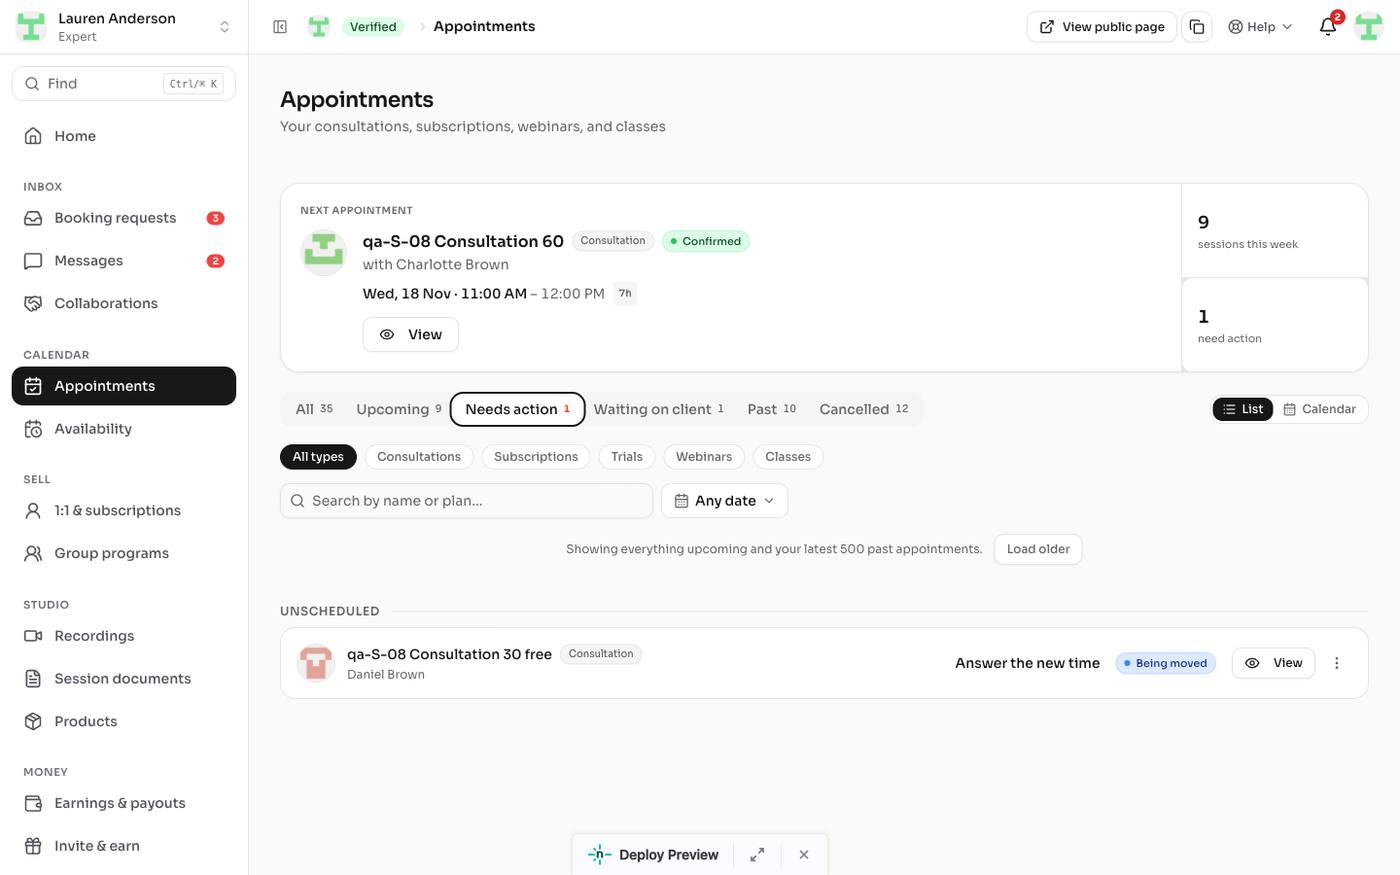 Lauren Anderson
Expert
Find
Ctrl/⌘ K
Home
INBOX
Booking requests 3
Messages 2
Collaborations
CALENDAR
Appointments
Availability
SELL
1:1 & subscriptions
Group programs
STUDIO
Recordings
Session documents
Products
MONEY
Earnings & payouts
Invite & earn
Verified
Appointments
View public page
Help
2
Appointments
Your consultations, subscriptions, webinars, and classes
NEXT APPOINTMENT
qa-S-08 Consultation 60 Consultation Confirmed
with Charlotte Brown
Wed, 18 Nov · 11:00 AM – 12:00 PM 7h
View
9
sessions this week
1
need action
All 35 Upcoming 9 Needs action 1 Waiting on client 1 Past 10 Cancelled 12
List Calendar
All types Consultations Subscriptions Trials Webinars Classes
Search by name or plan... Any date
Showing everything upcoming and your latest 500 past appointments. Load older
UNSCHEDULED
qa-S-08 Consultation 30 free Consultation
Daniel Brown
Answer the new time Being moved View
Deploy Preview